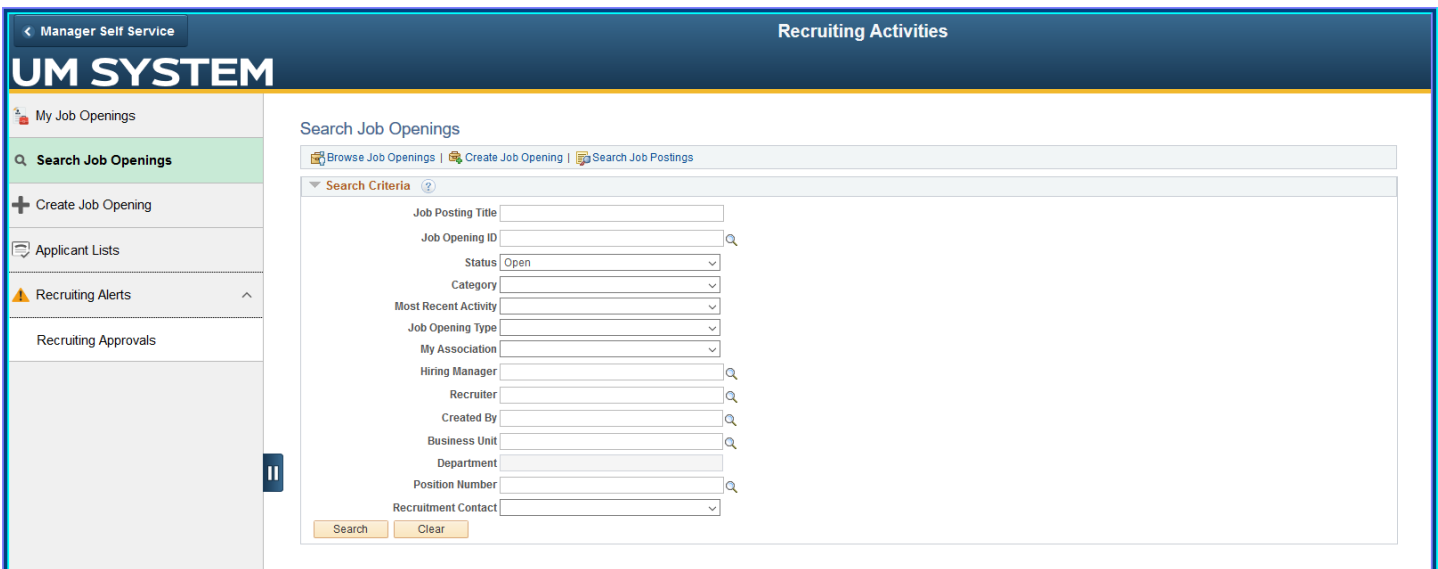 Manager Self Service
Recruiting Activities
UM SYSTEM
My Job Openings
Search Job Openings
Create Job Opening
Applicant Lists
Recruiting Alerts
Recruiting Approvals
Search Job Openings
Browse Job Openings | Create Job Opening | Search Job Postings
Search Criteria ?
Job Posting Title
Job Opening ID
Status Open
Category
Most Recent Activity
Job Opening Type
My Association
Hiring Manager
Recruiter
Created By
Business Unit
Department
Position Number
Recruitment Contact
Search Clear